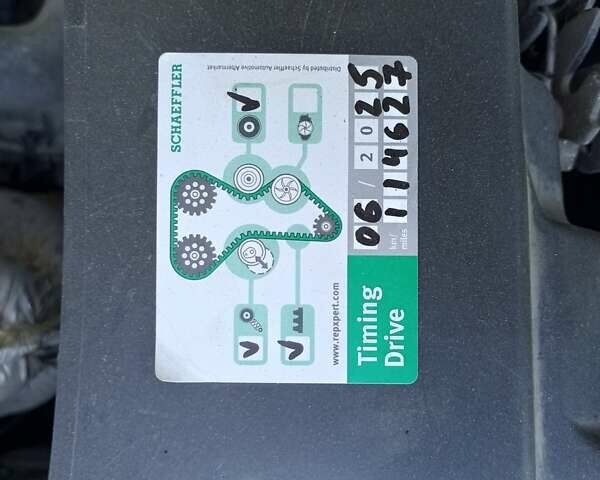 SCHAEFFLER
Distributed by Schaeffler Automotive Aftermarket
www.repxpert.com
Timing
Drive
06 / 2025
km/
miles
114627